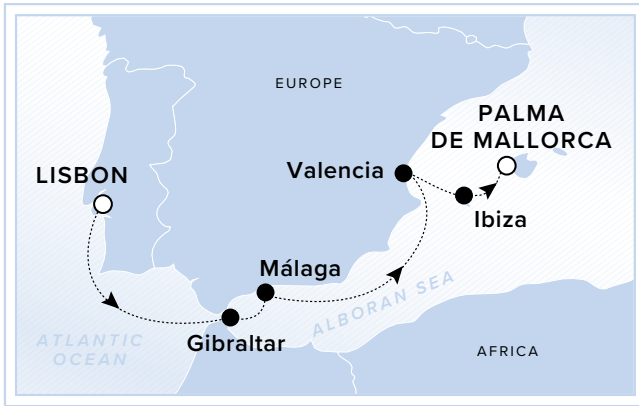 EUROPE
PALMA
DE MALLORCA
LISBON
Valencia
Ibiza
Málaga
ALBORAN SEA
Gibraltar
ATLANTIC
OCEAN
AFRICA